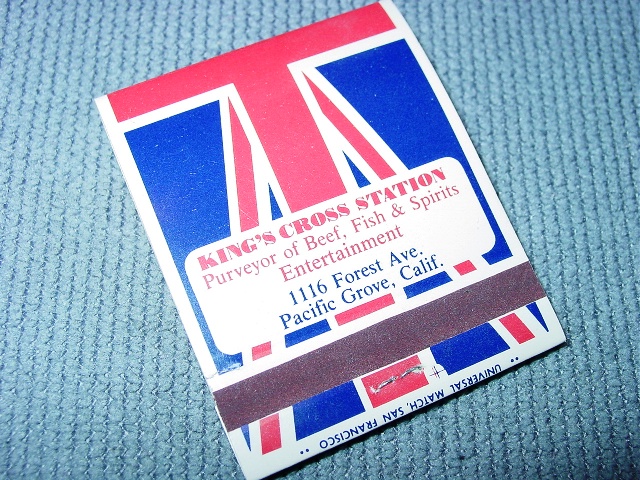 KING'S CROSS STATION
Purveyor of Beef, Fish & Spirits
Entertainment
1116 Forest Ave.
Pacific Grove, Calif.
UNIVERSAL MATCH, SAN FRANCISCO